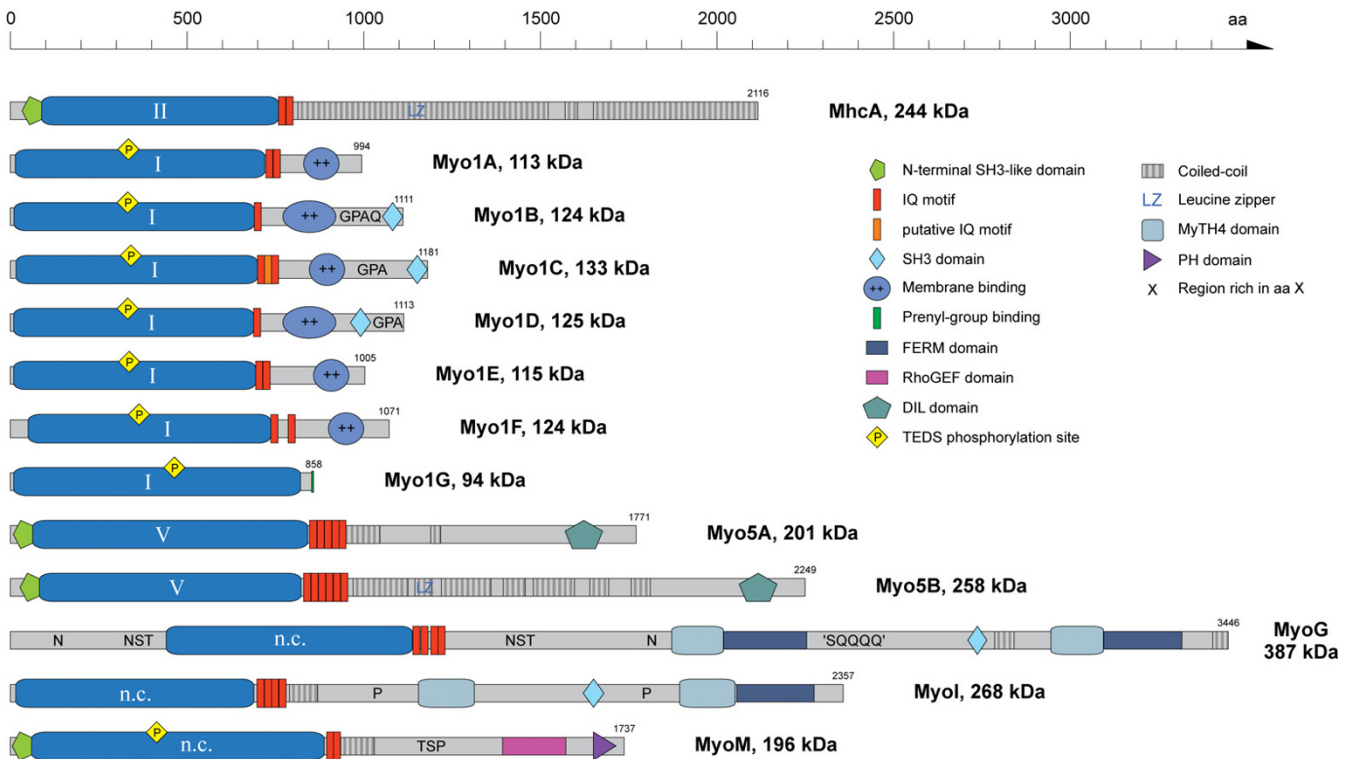 0 500 1000 1500 2000 2500 3000 aa
II LZ 2116 MhcA, 244 kDa
P I ++ 994 Myo1A, 113 kDa
P I ++ GPAQ 1111 Myo1B, 124 kDa
P I ++ GPA 1181 Myo1C, 133 kDa
P I ++ GPA 1113 Myo1D, 125 kDa
P I ++ 1005 Myo1E, 115 kDa
P I ++ 1071 Myo1F, 124 kDa
P I 858 Myo1G, 94 kDa
V 1771 Myo5A, 201 kDa
V LZ 2249 Myo5B, 258 kDa
N NST n.c. NST N 'SQQQQ' 3446 MyoG
387 kDa
n.c. P P 2357 MyoI, 268 kDa
P n.c. TSP 1737 MyoM, 196 kDa
N-terminal SH3-like domain
IQ motif
putative IQ motif
SH3 domain
++ Membrane binding
Prenyl-group binding
FERM domain
RhoGEF domain
DIL domain
P TEDS phosphorylation site
Coiled-coil
LZ Leucine zipper
MyTH4 domain
PH domain
X Region rich in aa X